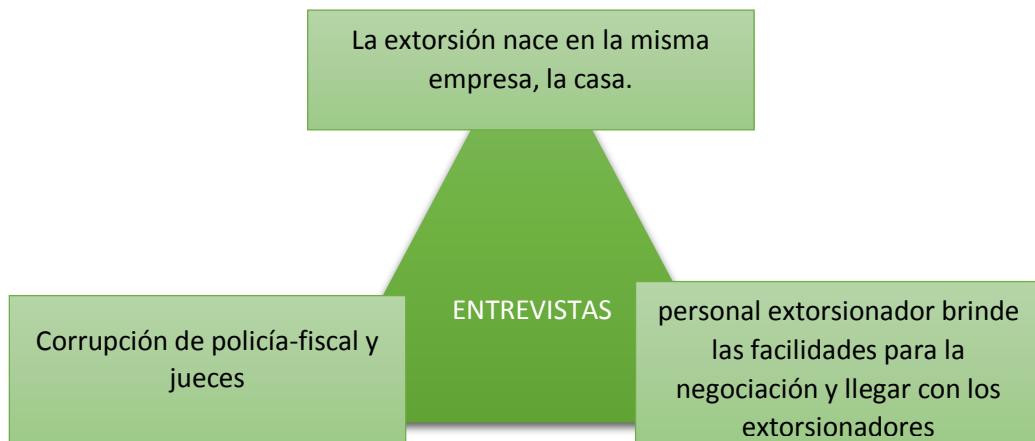 La extorsión nace en la misma
empresa, la casa.
Corrupción de policía-fiscal y
jueces
ENTREVISTAS
personal extorsionador brinde
las facilidades para la
negociación y llegar con los
extorsionadores